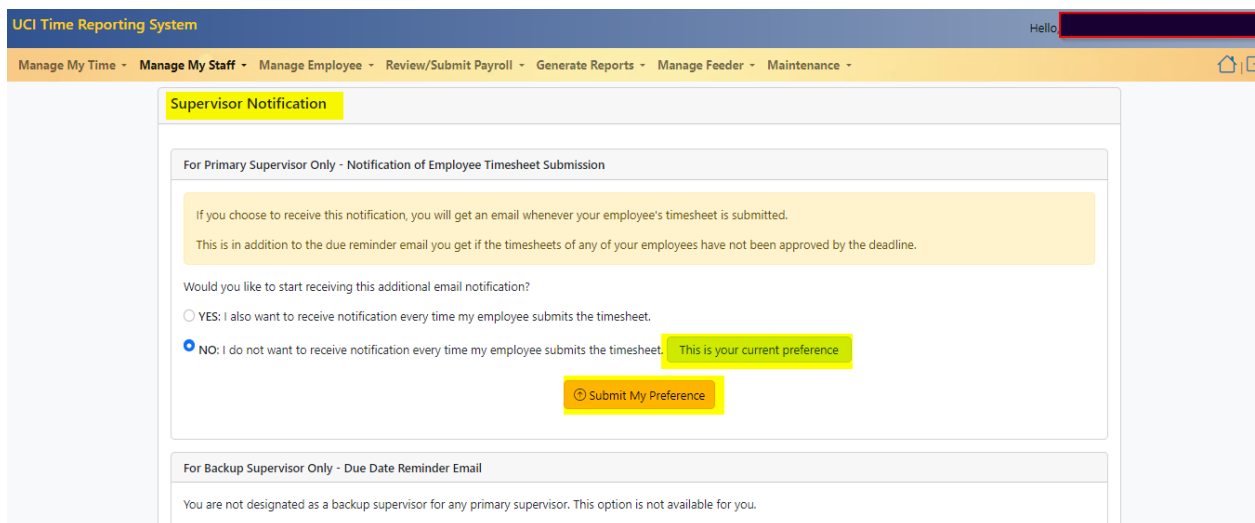 UCI Time Reporting System
Hello,
Manage My Time Manage My Staff Manage Employee Review/Submit Payroll Generate Reports Manage Feeder Maintenance
Supervisor Notification
For Primary Supervisor Only - Notification of Employee Timesheet Submission
If you choose to receive this notification, you will get an email whenever your employee's timesheet is submitted.
This is in addition to the due reminder email you get if the timesheets of any of your employees have not been approved by the deadline.
Would you like to start receiving this additional email notification?
YES: I also want to receive notification every time my employee submits the timesheet.
NO: I do not want to receive notification every time my employee submits the timesheet. This is your current preference
Submit My Preference
For Backup Supervisor Only - Due Date Reminder Email
You are not designated as a backup supervisor for any primary supervisor. This option is not available for you.